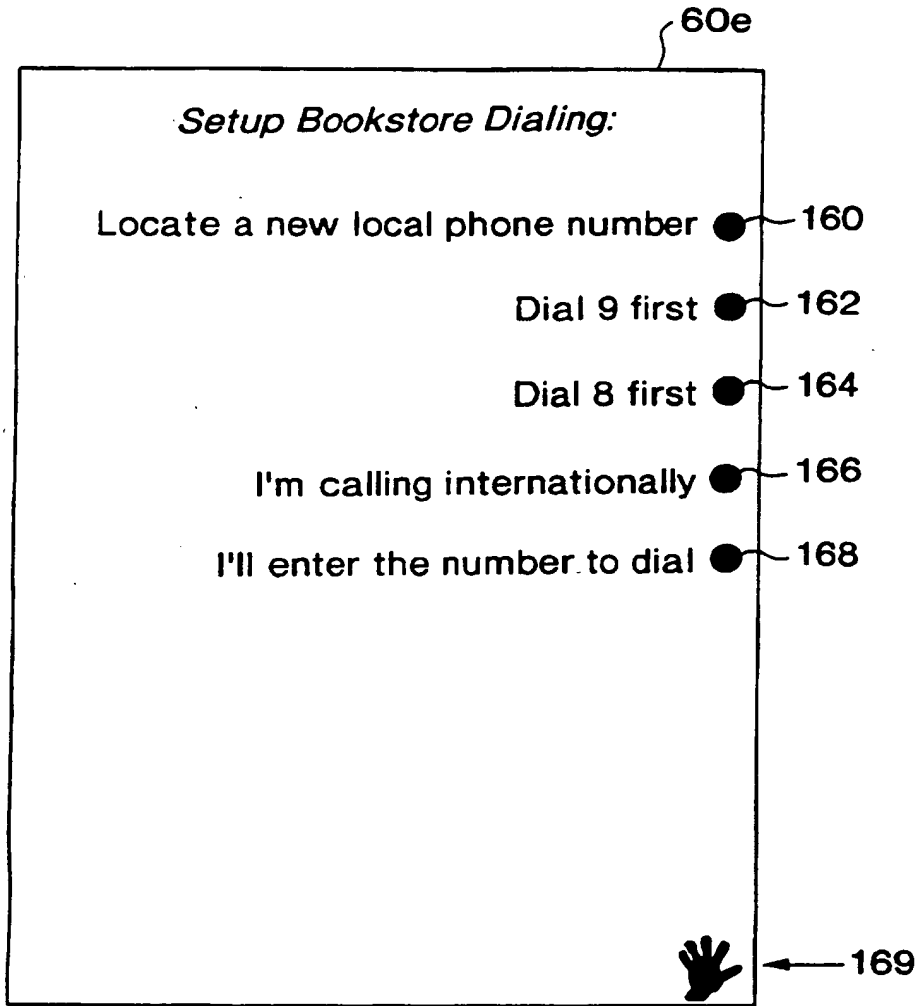 60e
Setup Bookstore Dialing:
Locate a new local phone number 160
Dial 9 first 162
Dial 8 first 164
I'm calling internationally 166
I'll enter the number to dial 168
169